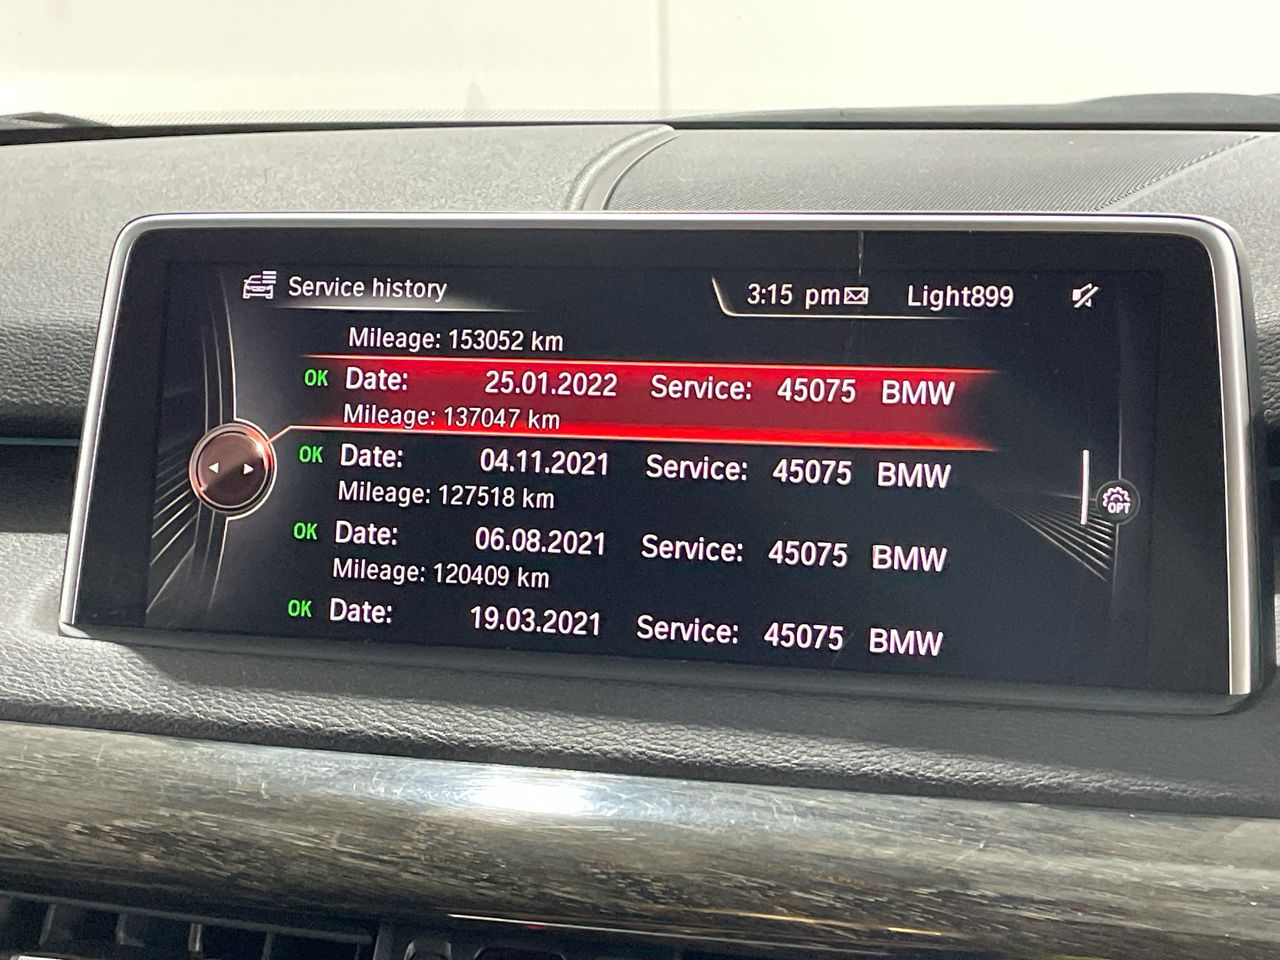 Service history 3:15 pm Light899
Mileage: 153052 km
OK Date: 25.01.2022 Service: 45075 BMW
Mileage: 137047 km
OK Date: 04.11.2021 Service: 45075 BMW
Mileage: 127518 km
OK Date: 06.08.2021 Service: 45075 BMW
Mileage: 120409 km
OPT
OK Date: 19.03.2021 Service: 45075 BMW